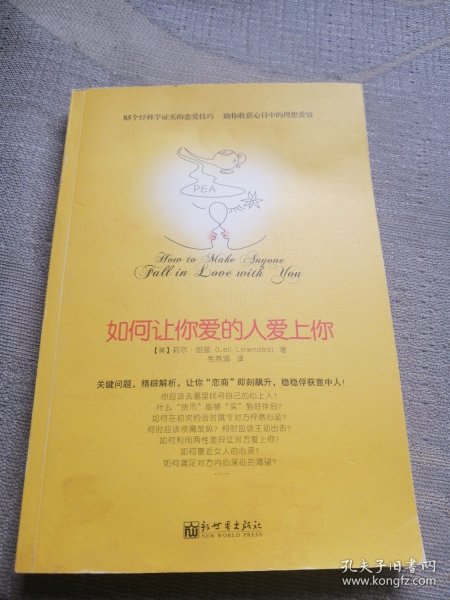 85个经科学证实的恋爱技巧 助你收获心目中的理想爱情
PEA
How to Make Anyone
Fall in Love with You
如何让你爱的人爱上你
【美】莉尔·朗兹(Leil Lowndes) 著
毛燕鸿 译
关键问题，精辟解析，让你“恋商”即刻飙升，稳稳俘获意中人！
你应该去哪里找寻自己的心上人？
什么“货币”能够“买”到好伴侣？
如何在初次约会时就令对方怦然心动？
何时应该欲擒故纵？何时应该主动出击？
如何利用两性差异让对方爱上你？
如何靠近女人的心灵？
如何满足对方内心深处的渴望？
……
新世界出版社
NEW WORLD PRESS
孔夫子旧书网
www.kongfz.com